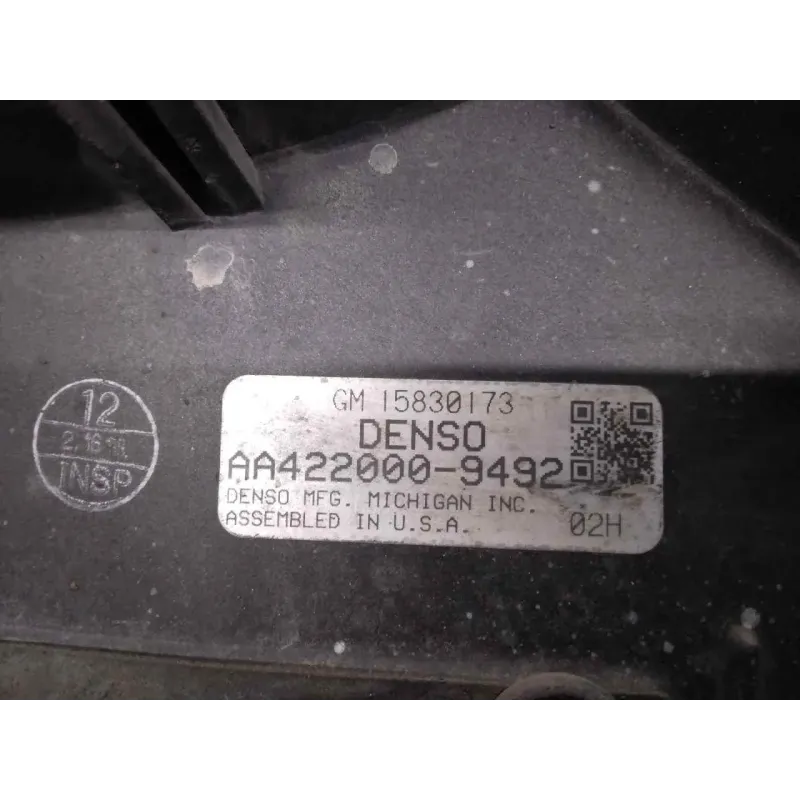 GM 15830173
DENSO
AA422000-9492
DENSO MFG. MICHIGAN INC.
ASSEMBLED IN U.S.A.
02H
12
INSP